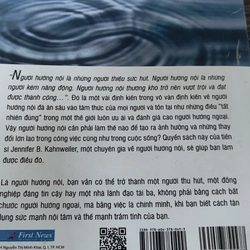 "Người hướng nội là những người thiếu sức hút. Người hướng nội là những
người kém năng động. Người hướng nội thường khó trở nên vượt trội và đạt
được thành công…". Đó là một vài định kiến trong vô vàn định kiến về người
hướng nội đã ăn sâu vào tâm thức của mọi người và tồn tại như những điều "tất
nhiên đúng" trong một thế giới luôn ưu ái và đánh giá cao người hướng ngoại.
Vậy người hướng nội cần phải làm thế nào để tạo ra ảnh hưởng và những thay
đổi lớn lao trong công việc cũng như trong cuộc sống? Quyển sách này của tiến
sĩ Jennifer B. Kahnweiler, một chuyên gia về người hướng nội, sẽ giúp bạn làm
được điều đó.
Là người hướng nội, bạn vẫn có thể trở thành một người thu hút, một đồng
nghiệp đáng tin cậy hay một nhà lãnh đạo tài ba, không phải bằng cách bắt
chước người hướng ngoại, mà bằng việc là chính mình, khi bạn biết cách tận
dụng sức mạnh nội tâm và thế mạnh trầm tĩnh của bạn.
First News